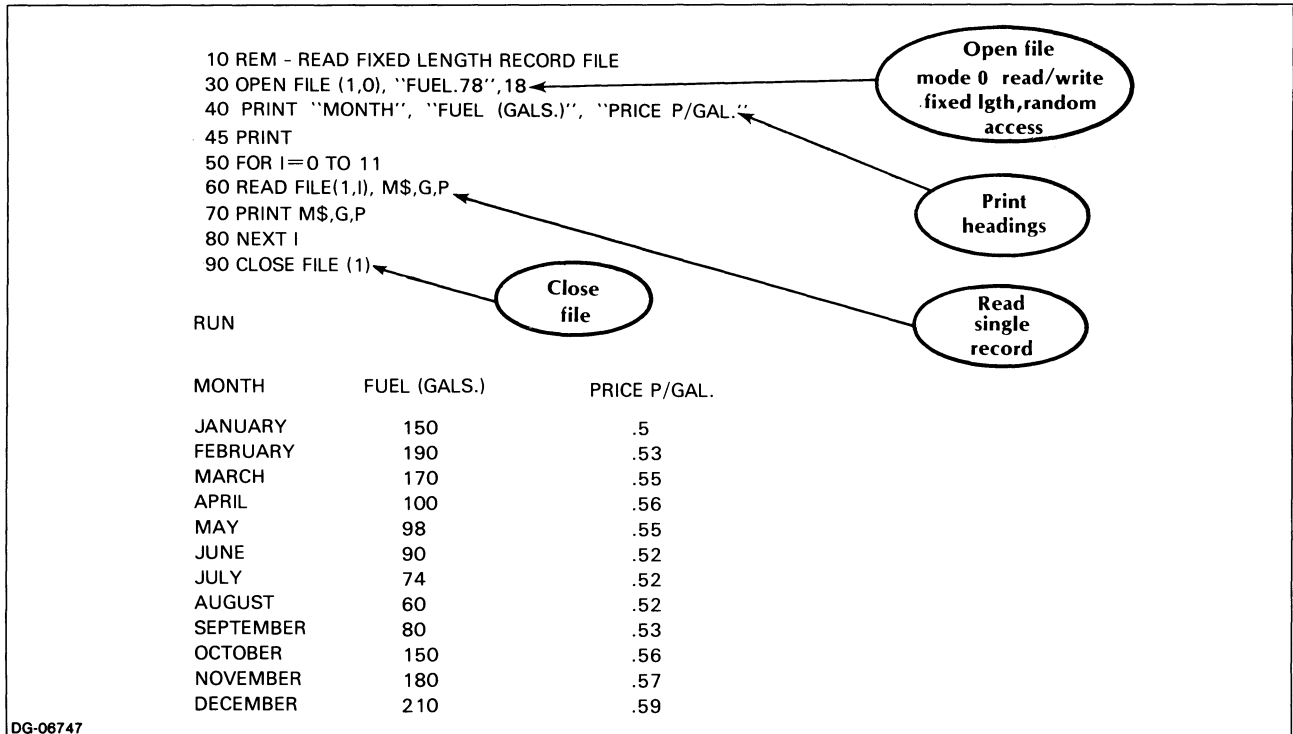 10 REM - READ FIXED LENGTH RECORD FILE
30 OPEN FILE (1,0), ``FUEL.78'',18
40 PRINT ``MONTH'', ``FUEL (GALS.)'', ``PRICE P/GAL.''
45 PRINT
50 FOR I=0 TO 11
60 READ FILE(1,I), M$,G,P
70 PRINT M$,G,P
80 NEXT I
90 CLOSE FILE (1)
Open file
mode 0 read/write
fixed lgth,random
access
Print
headings
Close
file
Read
single
record
RUN
MONTH FUEL (GALS.) PRICE P/GAL.
JANUARY 150 .5
FEBRUARY 190 .53
MARCH 170 .55
APRIL 100 .56
MAY 98 .55
JUNE 90 .52
JULY 74 .52
AUGUST 60 .52
SEPTEMBER 80 .53
OCTOBER 150 .56
NOVEMBER 180 .57
DECEMBER 210 .59
DG-06747